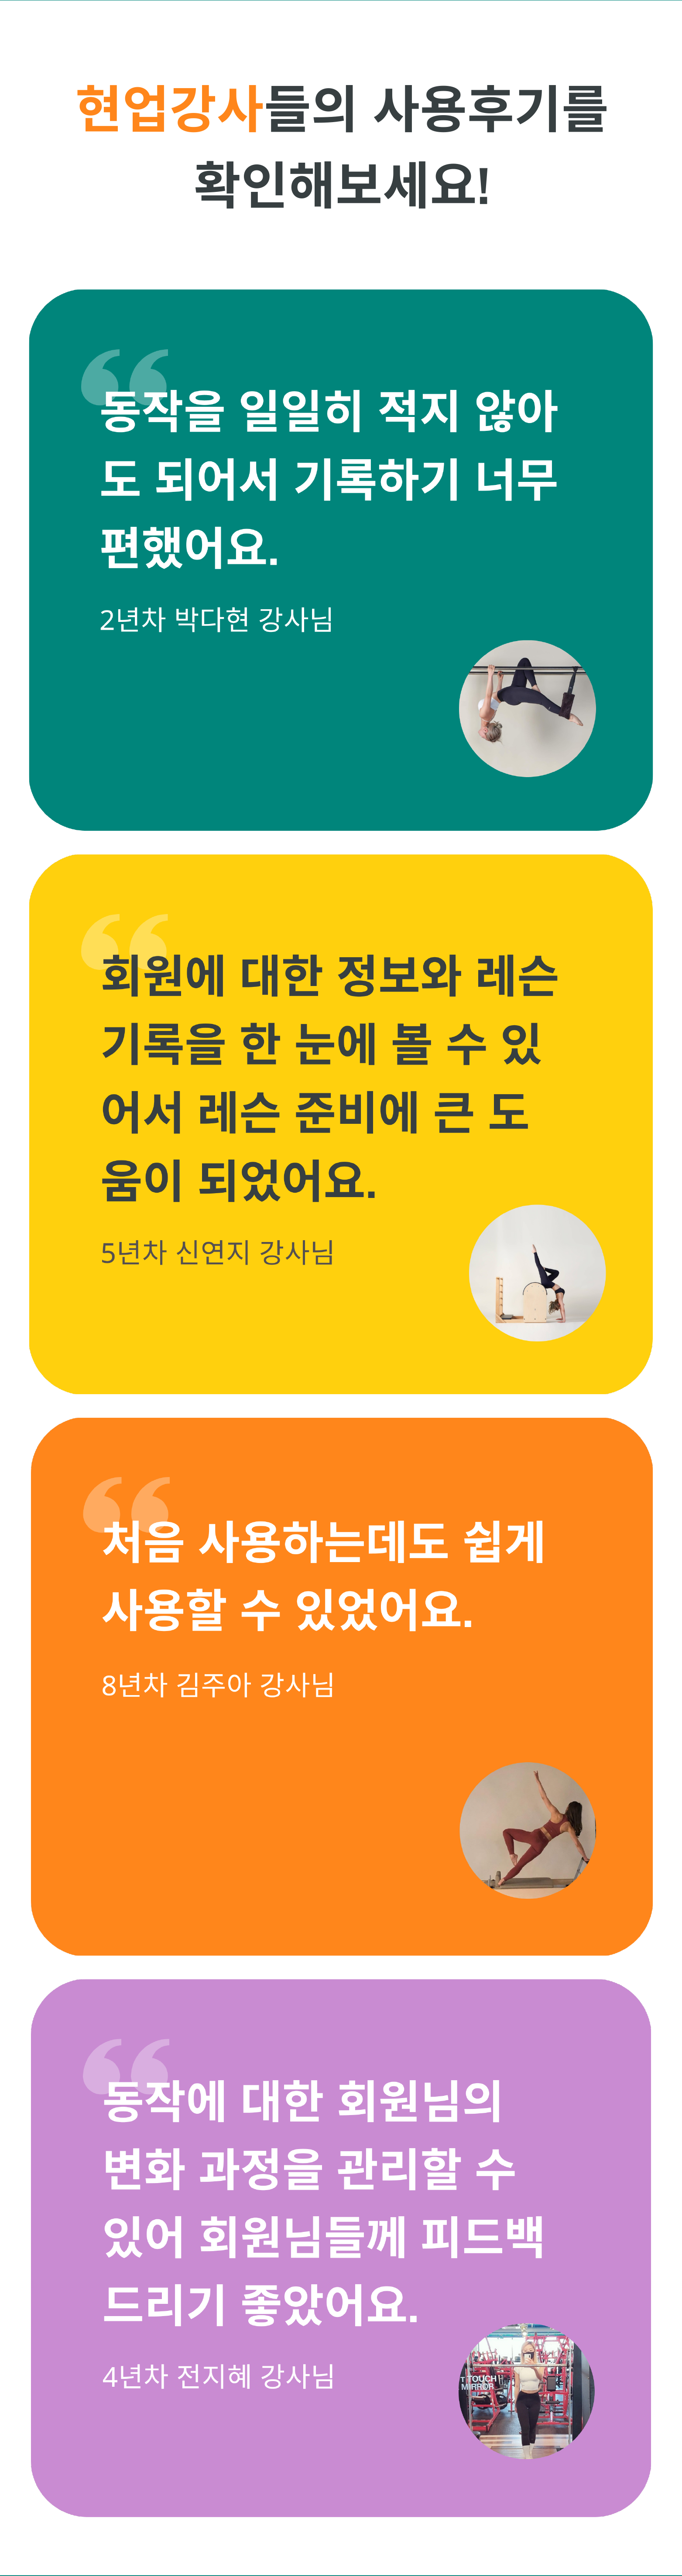 현업강사들의 사용후기를
확인해보세요!
동작을 일일히 적지 않아
도 되어서 기록하기 너무
편했어요.
2년차 박다현 강사님
회원에 대한 정보와 레슨
기록을 한 눈에 볼 수 있
어서 레슨 준비에 큰 도
움이 되었어요.
5년차 신연지 강사님
처음 사용하는데도 쉽게
사용할 수 있었어요.
8년차 김주아 강사님
동작에 대한 회원님의
변화 과정을 관리할 수
있어 회원님들께 피드백
드리기 좋았어요.
4년차 전지혜 강사님
T TOUCH
MIRROR